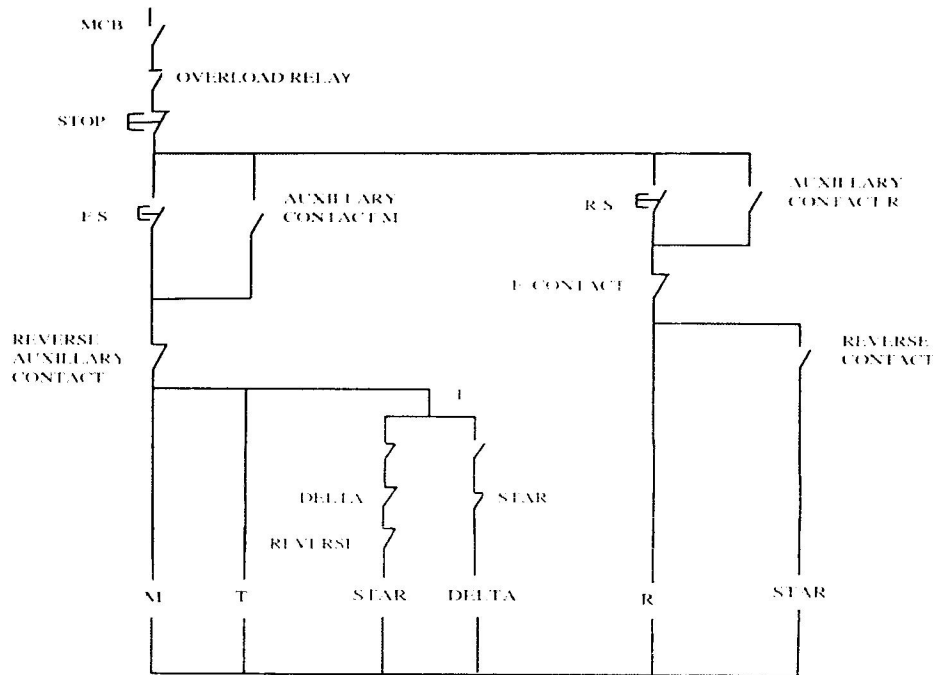 MCB
OVERLOAD RELAY
STOP
F S
AUXILLARY
CONTACT M
R S
AUXILLARY
CONTACT R
F CONTACT
REVERSE
AUXILLARY
CONTACT
REVERSE
CONTACT
T
DELTA
STAR
REVERSE
M
T
STAR
DELTA
R
STAR